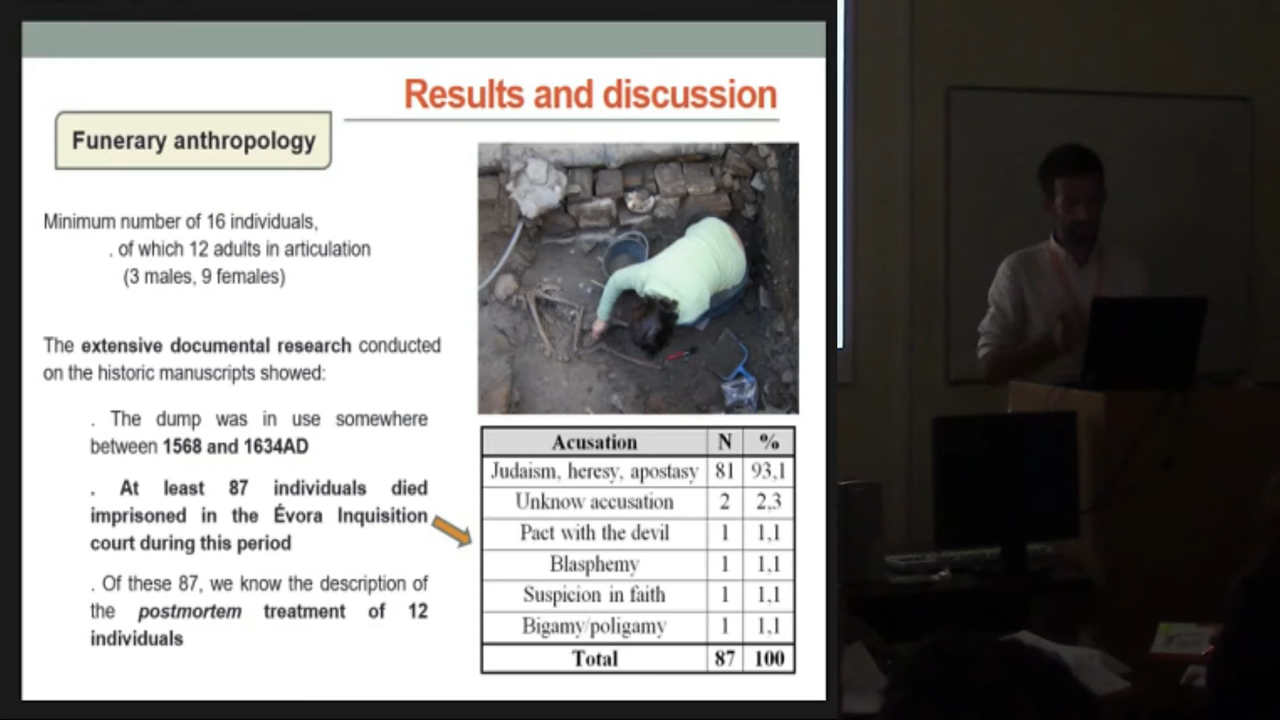 Results and discussion
Funerary anthropology
Minimum number of 16 individuals,
. of which 12 adults in articulation
(3 males, 9 females)
The extensive documental research conducted
on the historic manuscripts showed:
. The dump was in use somewhere
between 1568 and 1634AD
. At least 87 individuals died
imprisoned in the Évora Inquisition
court during this period
. Of these 87, we know the description of
the postmortem treatment of 12
individuals
Acusation N %
Judaism, heresy, apostasy 81 93,1
Unknow accusation 2 2,3
Pact with the devil 1 1,1
Blasphemy 1 1,1
Suspicion in faith 1 1,1
Bigamy/poligamy 1 1,1
Total 87 100